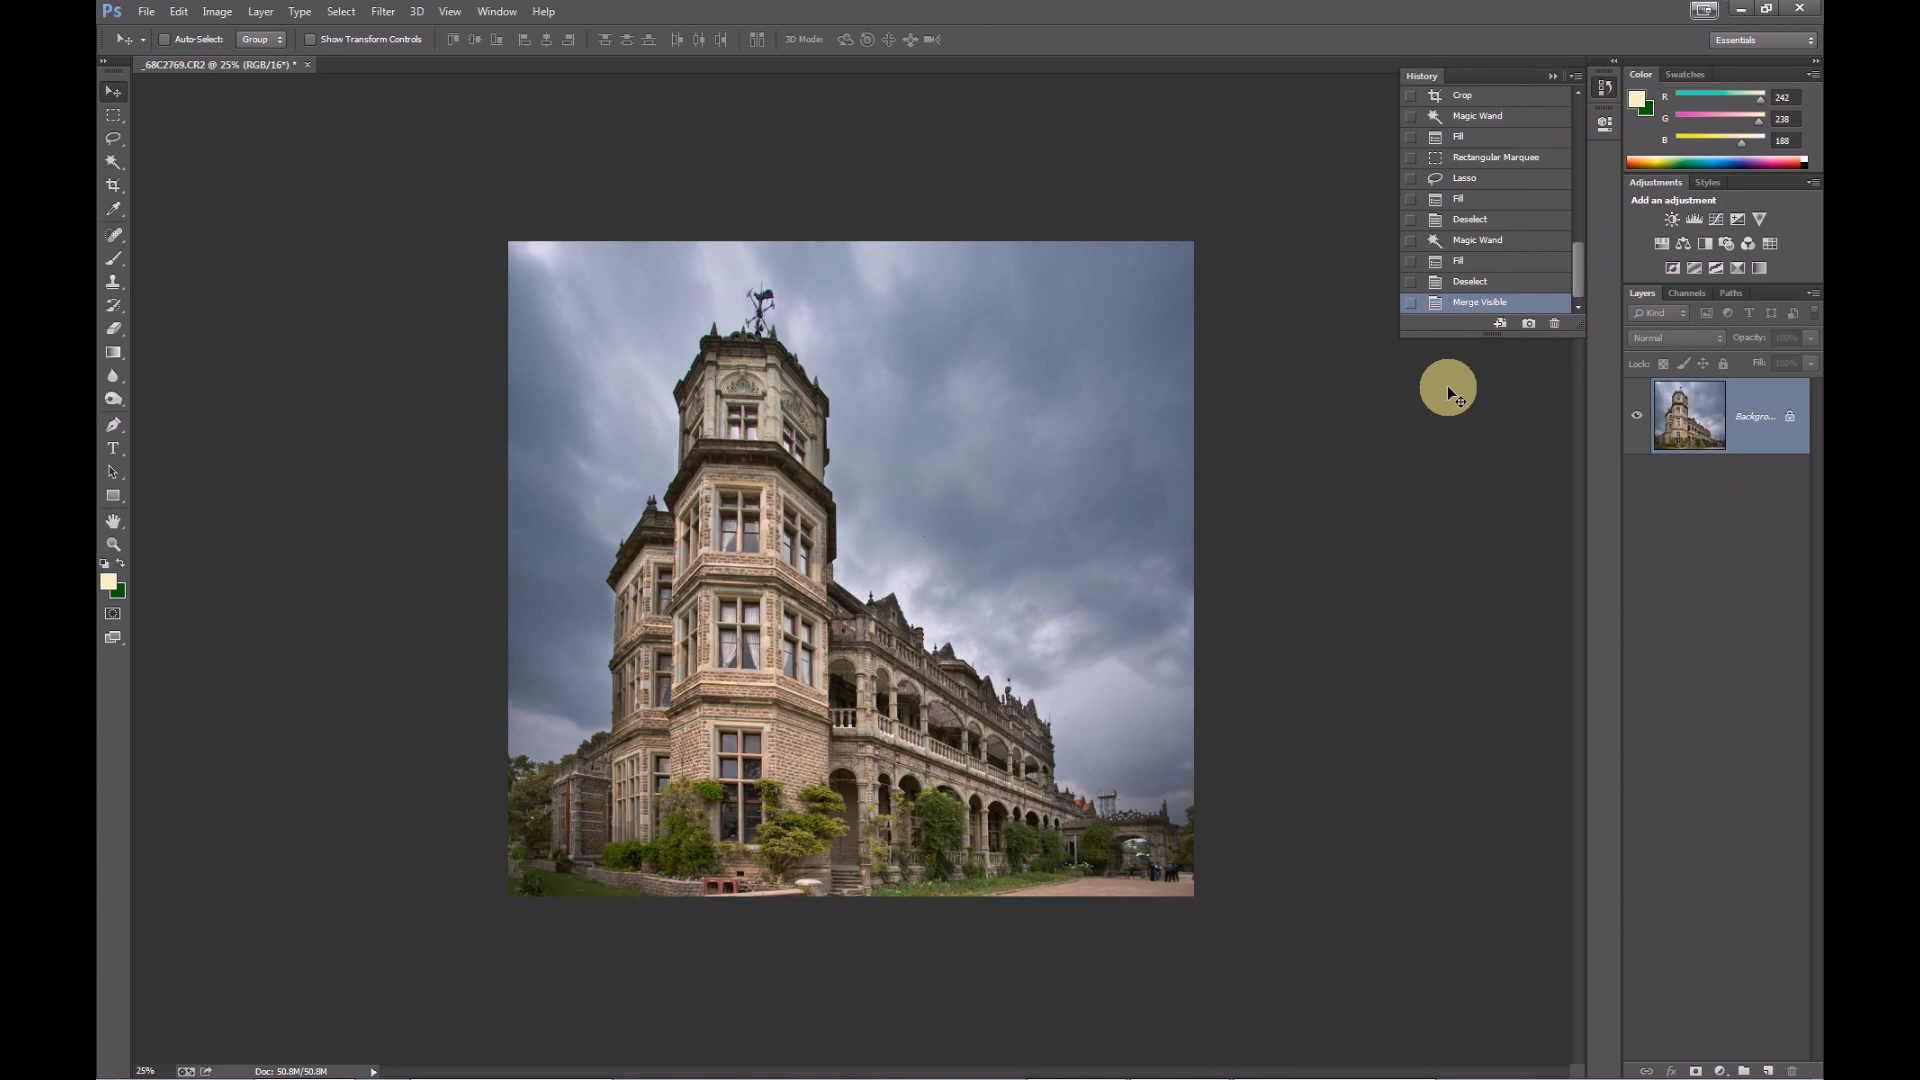 Ps File Edit Image Layer Type Select Filter 3D View Window Help
Auto-Select: Group Show Transform Controls 3D Mode: Essentials
_68C2769.CR2 @ 25% (RGB/16*) * ×
History
Crop
Magic Wand
Fill
Rectangular Marquee
Lasso
Fill
Deselect
Magic Wand
Fill
Deselect
Merge Visible
Color Swatches
R 242
G 238
B 188
Adjustments Styles
Add an adjustment
Layers Channels Paths
Kind
Normal Opacity: 100%
Lock: Fill: 100%
Backgro...
25% Doc: 50.8M/50.8M